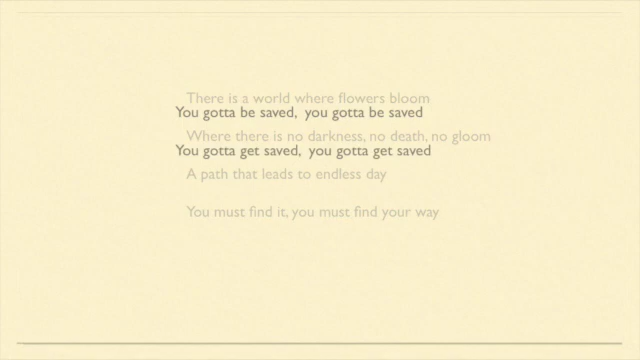 There is a world where flowers bloom
You gotta be saved, you gotta be saved
Where there is no darkness, no death, no gloom
You gotta get saved, you gotta get saved
A path that leads to endless day
You must find it, you must find your way